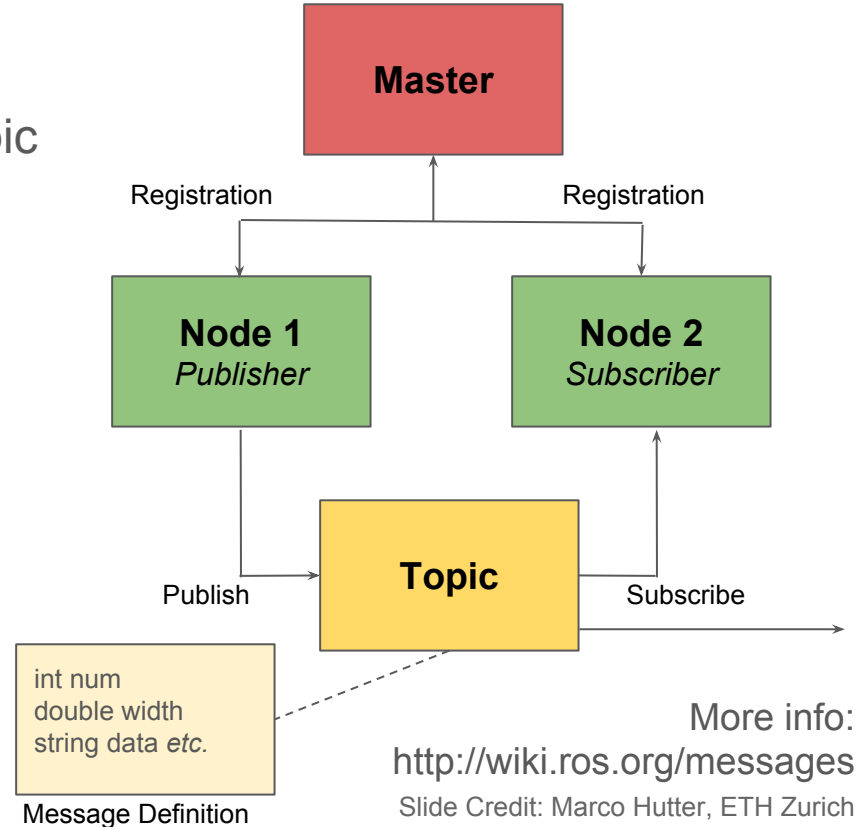 Master
Registration
Registration
Node 1
Publisher
Node 2
Subscriber
Topic
Publish
Subscribe
int num
double width
string data etc.
Message Definition
More info:
http://wiki.ros.org/messages
Slide Credit: Marco Hutter, ETH Zurich